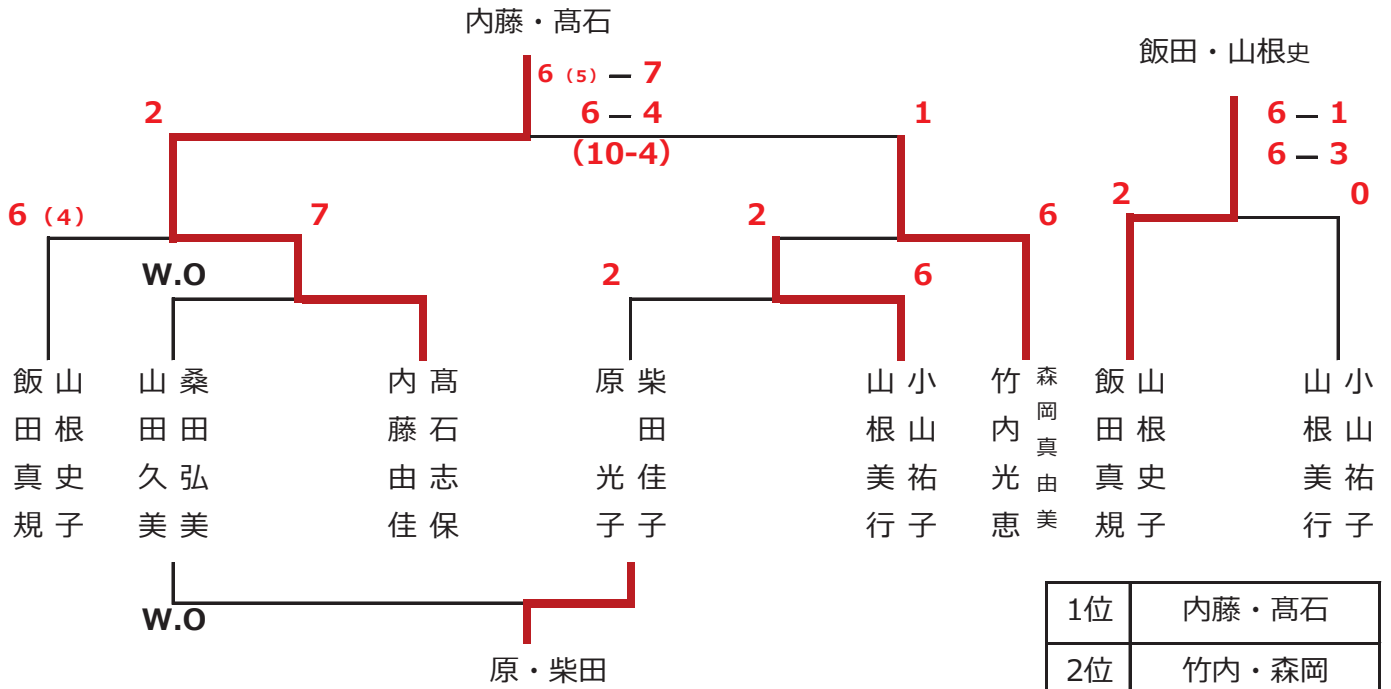 内藤・髙石
飯田・山根史
6（5）— 7
6 — 4
（10-4）
2
1
6 — 1
6 — 3
2
0
6（4）
7
2
6
W.O
2
6
飯田真規
山根史子
山田久美
桑田弘美
内藤由佳
髙石志保
原 光子
柴田佳子
山根美行
小山祐子
竹内光恵
森岡真由美
飯田真規
山根史子
山根美行
小山祐子
W.O
原・柴田
1位 内藤・髙石
2位 竹内・森岡